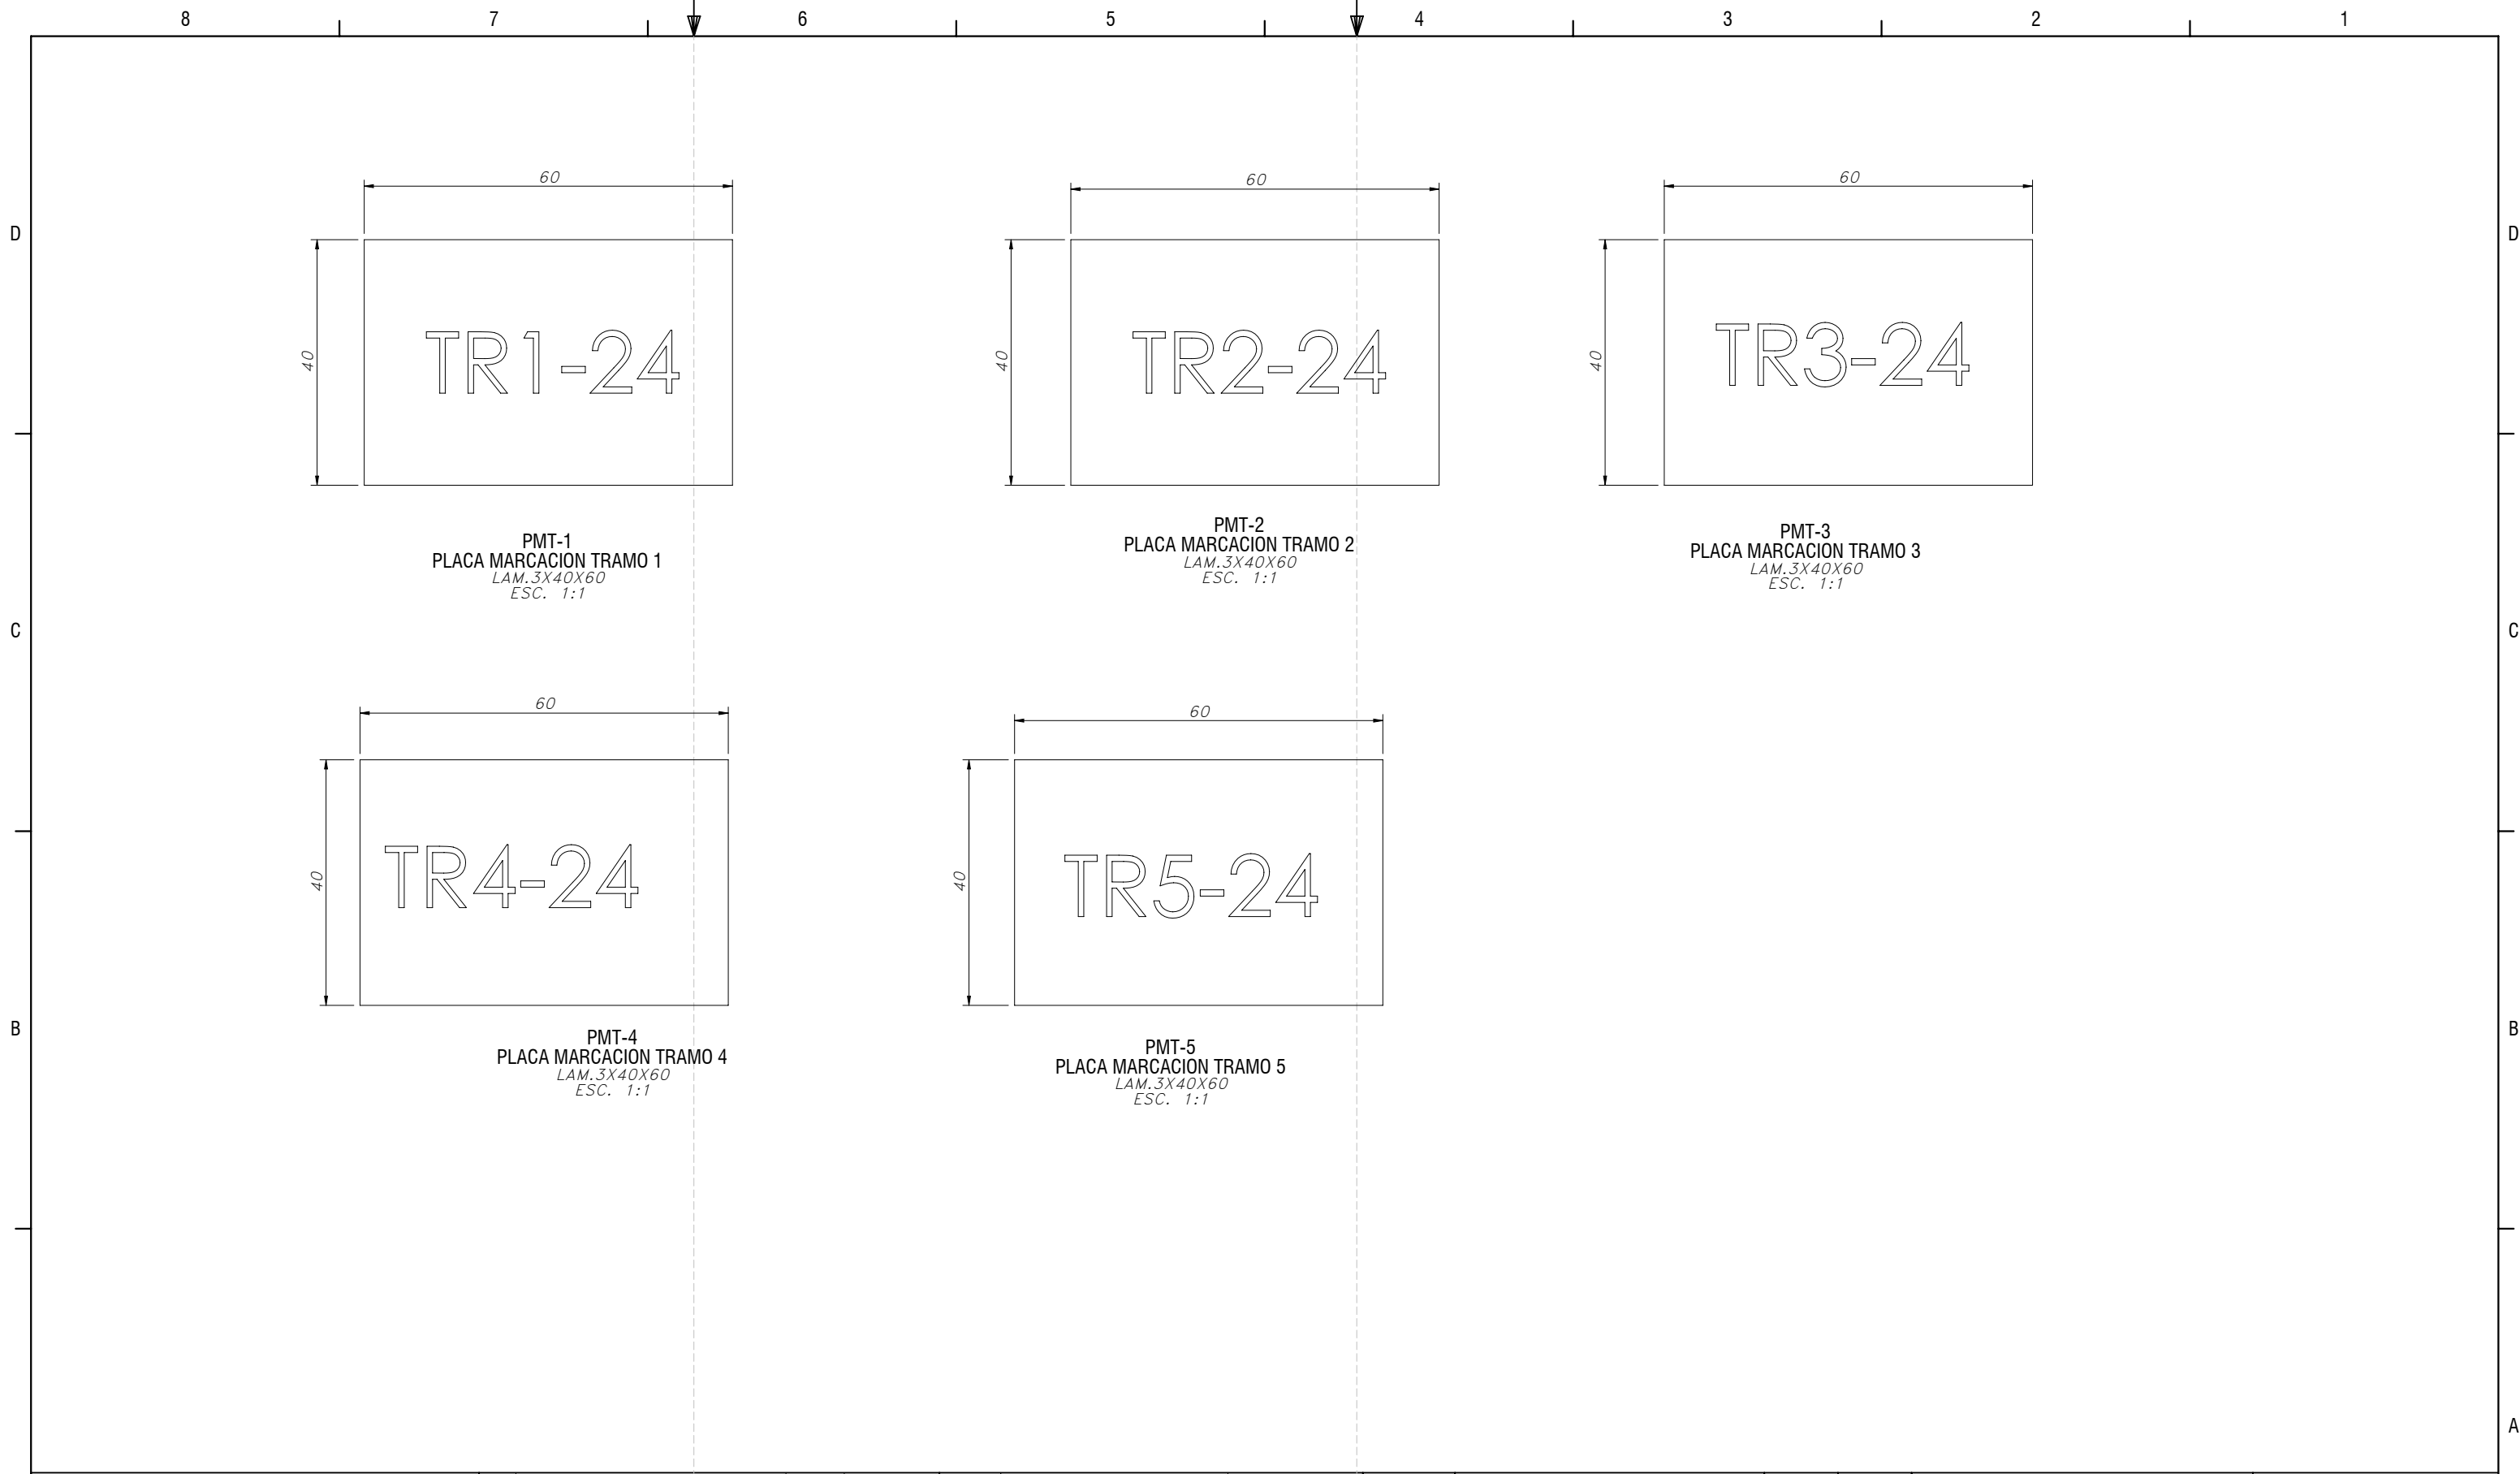 8 7 6 5 4 3 2 1
D D
60 60 60
40 40 40
TR1-24 TR2-24 TR3-24
PMT-1
PLACA MARCACION TRAMO 1
LAM.3X40X60
ESC. 1:1
PMT-2
PLACA MARCACION TRAMO 2
LAM.3X40X60
ESC. 1:1
PMT-3
PLACA MARCACION TRAMO 3
LAM.3X40X60
ESC. 1:1
C C
60 60
40 40
TR4-24 TR5-24
B B
PMT-4
PLACA MARCACION TRAMO 4
LAM.3X40X60
ESC. 1:1
PMT-5
PLACA MARCACION TRAMO 5
LAM.3X40X60
ESC. 1:1
A